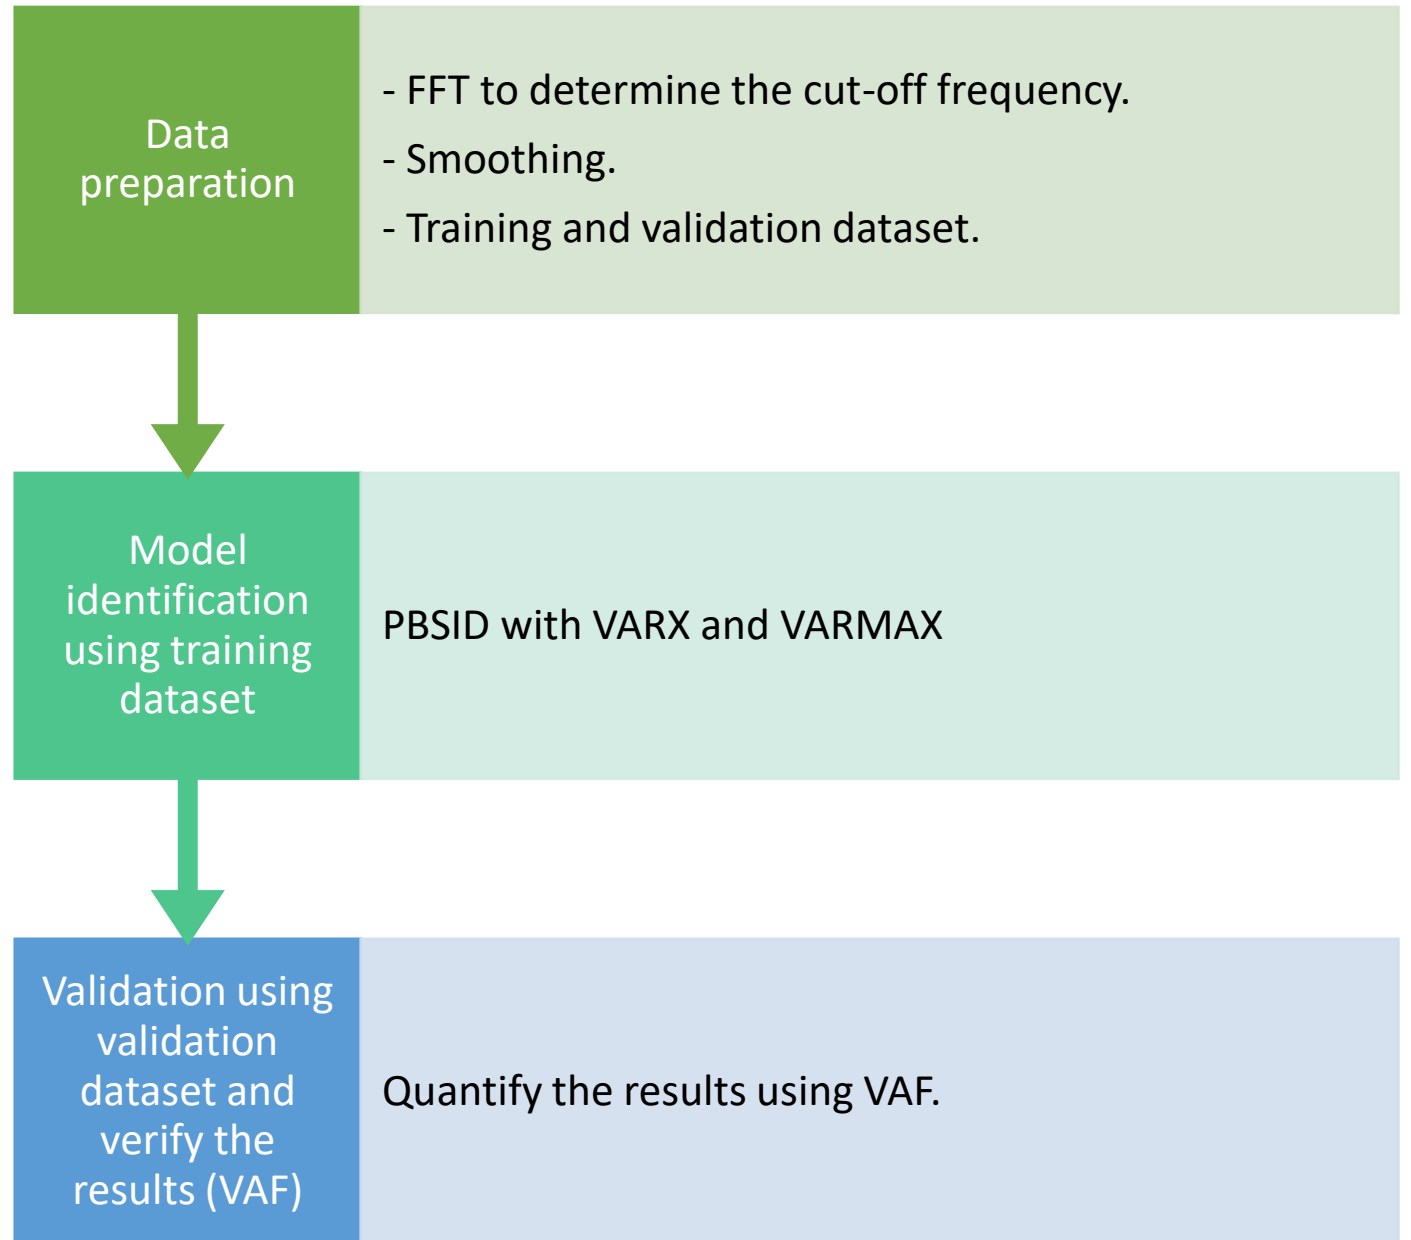 Data
preparation
- FFT to determine the cut-off frequency.
- Smoothing.
- Training and validation dataset.
Model
identification
using training
dataset
PBSID with VARX and VARMAX
Validation using
validation
dataset and
verify the
results (VAF)
Quantify the results using VAF.